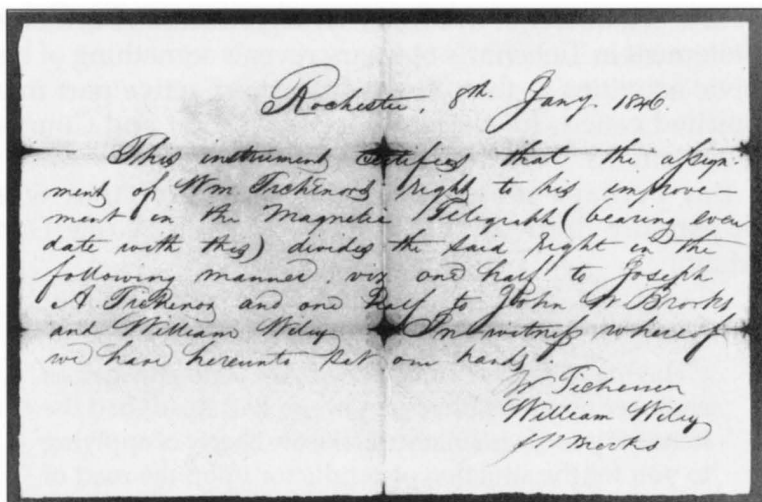 Rochester, 8th. Jany. 1846.
This instrument certifies that the assign-
ment of Wm. Tichenors right to his improve-
ment in the Magnetic Telegraph (bearing even
date with this) divides the said right in the
following manner. viz one half to Joseph
A Tichenor and one half to John W Brooks
and William Wiley In witness whereof
we have hereunto set our hands.
W Tichenor
William Wiley
J W Brooks